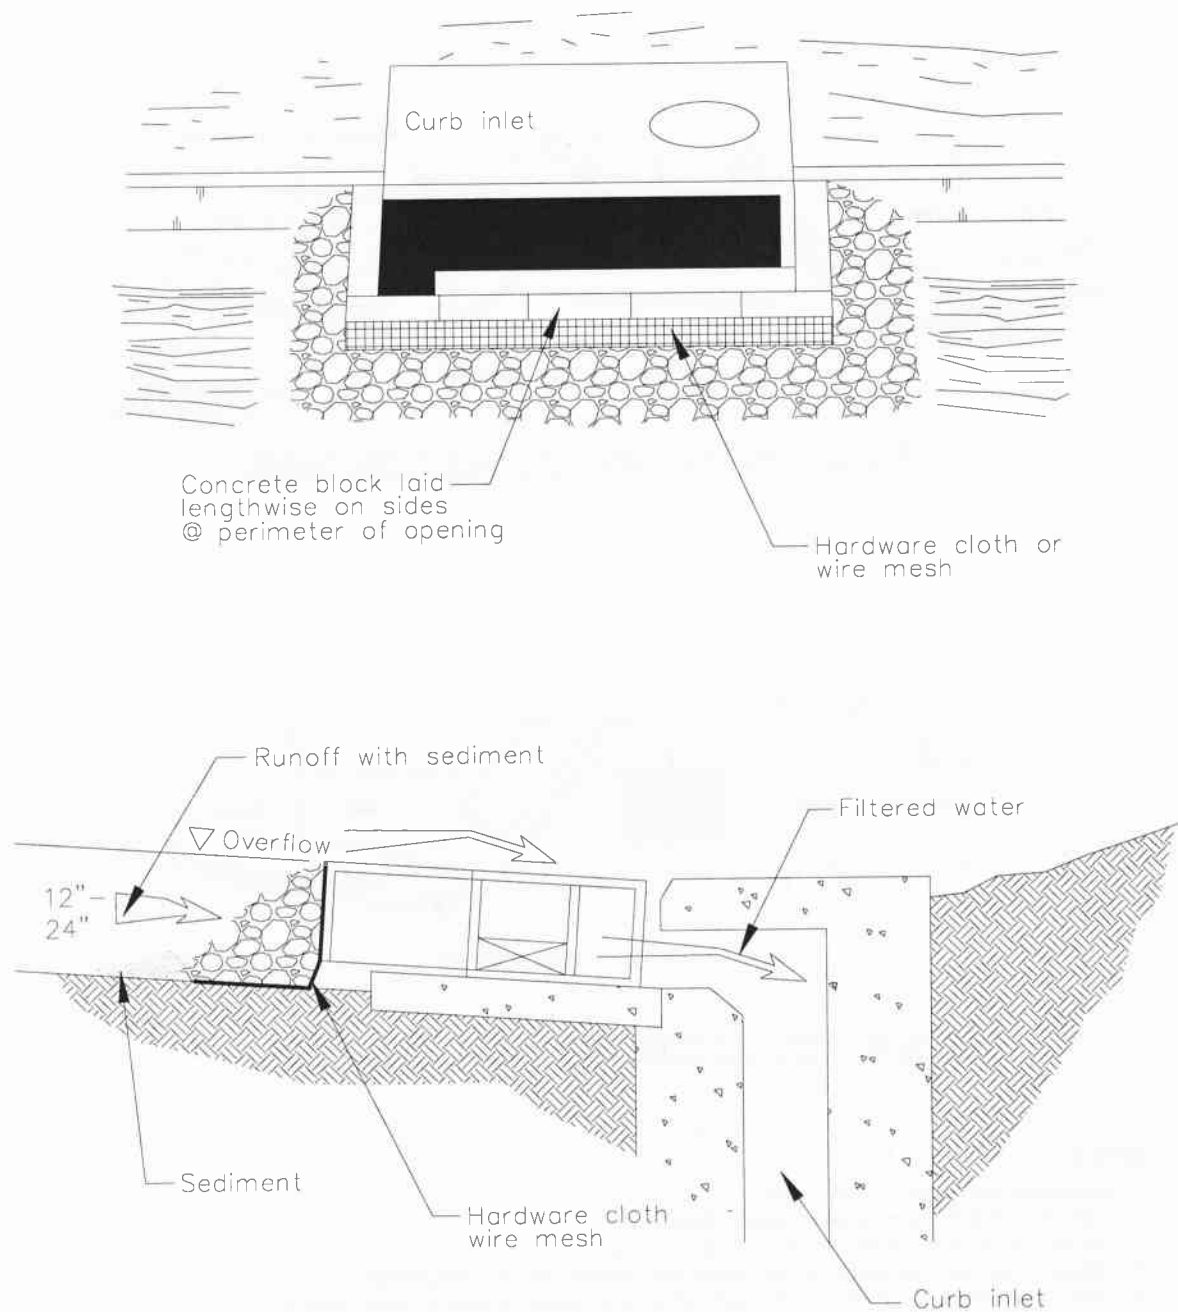 Curb inlet
Concrete block laid
lengthwise on sides
@ perimeter of opening
Hardware cloth or
wire mesh
Runoff with sediment
Filtered water
Overflow
12"-
24"
Sediment
Hardware cloth
wire mesh
Curb inlet